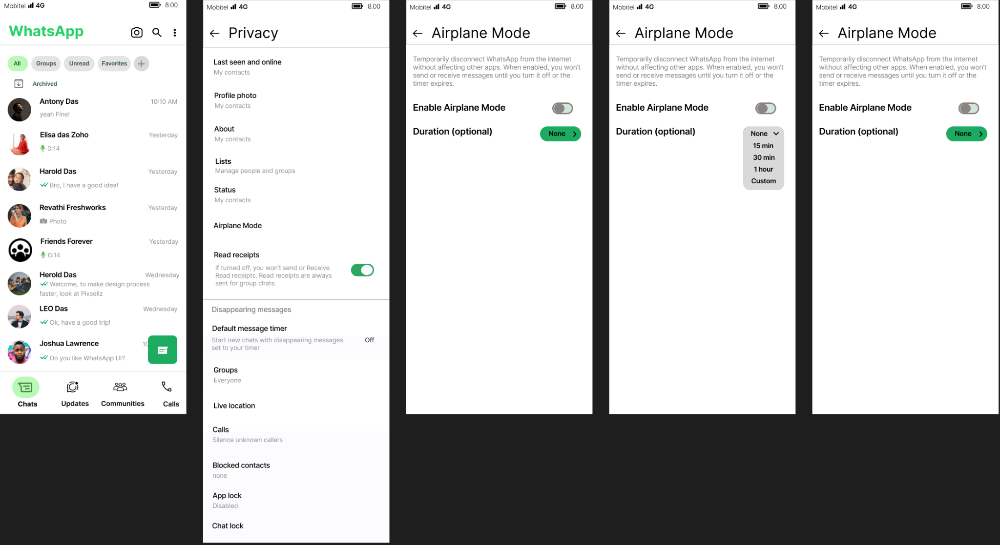 Mobitel 4G 8.00
WhatsApp
All Groups Unread Favorites
Archived
Antony Das 10:10 AM
yeah Fine!
Elisa das Zoho Yesterday
0:14
Harold Das Yesterday
Bro, I have a good idea!
Revathi Freshworks Yesterday
Photo
Friends Forever Yesterday
0:14
Herold Das Wednesday
Welcome, to make design process
faster, look at Pixsellz
LEO Das Wednesday
Ok, have a good trip!
Joshua Lawrence
Do you like WhatsApp UI?
Chats Updates Communities Calls
Mobitel 4G 8.00
Privacy
Last seen and online
My contacts
Profile photo
My contacts
About
My contacts
Lists
Manage people and groups
Status
My contacts
Airplane Mode
Read receipts
If turned off, you won't send or Receive
Read receipts. Read receipts are always
sent for group chats.
Disappearing messages
Default message timer
Start new chats with disappearing messages Off
set to your timer
Groups
Everyone
Live location
Calls
Silence unknown callers
Blocked contacts
none
App lock
Disabled
Chat lock
Mobitel 4G 8.00
Airplane Mode
Temporarily disconnect WhatsApp from the internet
without affecting other apps. When enabled, you won't
send or receive messages until you turn it off or the
timer expires.
Enable Airplane Mode
Duration (optional) None
Mobitel 4G 8.00
Airplane Mode
Temporarily disconnect WhatsApp from the internet
without affecting other apps. When enabled, you won't
send or receive messages until you turn it off or the
timer expires.
Enable Airplane Mode
Duration (optional) None
15 min
30 min
1 hour
Custom
Mobitel 4G 8.00
Airplane Mode
Temporarily disconnect WhatsApp from the internet
without affecting other apps. When enabled, you won't
send or receive messages until you turn it off or the
timer expires.
Enable Airplane Mode
Duration (optional) None